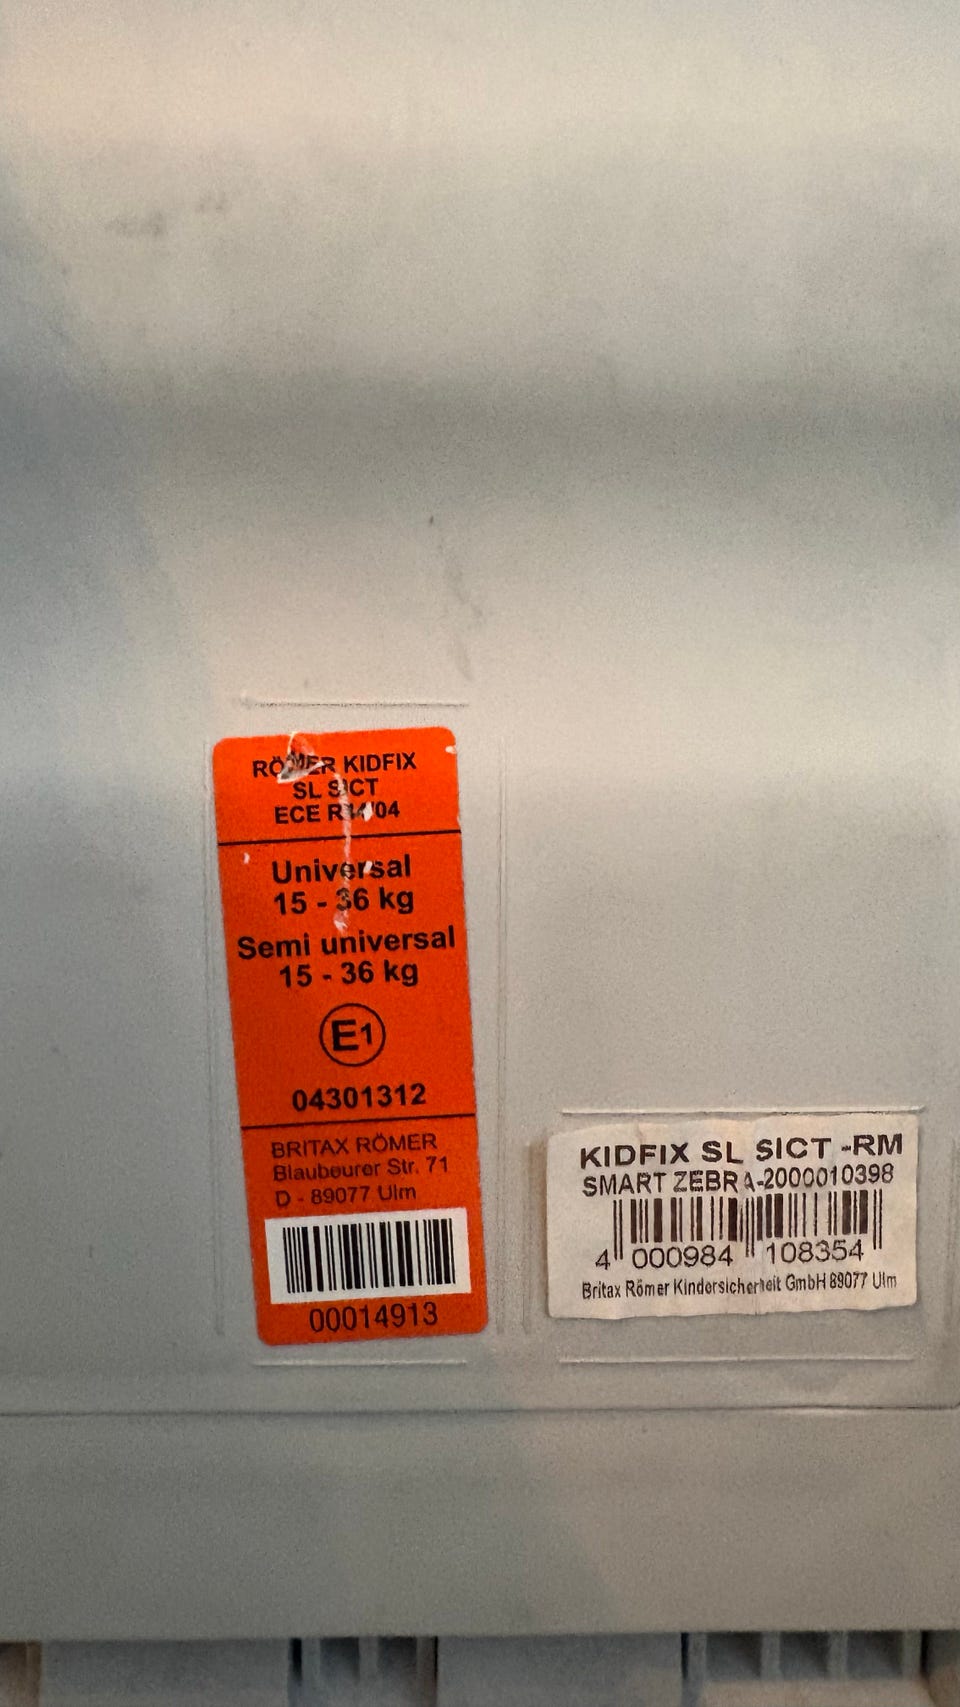 RÖMER KIDFIX
SL SICT
ECE R44/04
Universal
15 - 36 kg
Semi universal
15 - 36 kg
E1
04301312
BRITAX RÖMER
Blaubeurer Str. 71
D - 89077 Ulm
00014913
KIDFIX SL SICT -RM
SMART ZEBRA-2000010398
4 000984 108354
Britax Römer Kindersicherheit GmbH 89077 Ulm